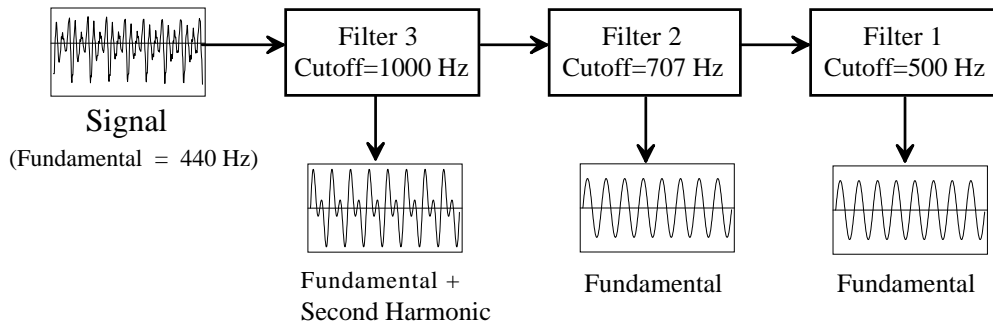 Filter 3
Cutoff=1000 Hz
Filter 2
Cutoff=707 Hz
Filter 1
Cutoff=500 Hz
Signal
(Fundamental = 440 Hz)
Fundamental +
Second Harmonic
Fundamental
Fundamental